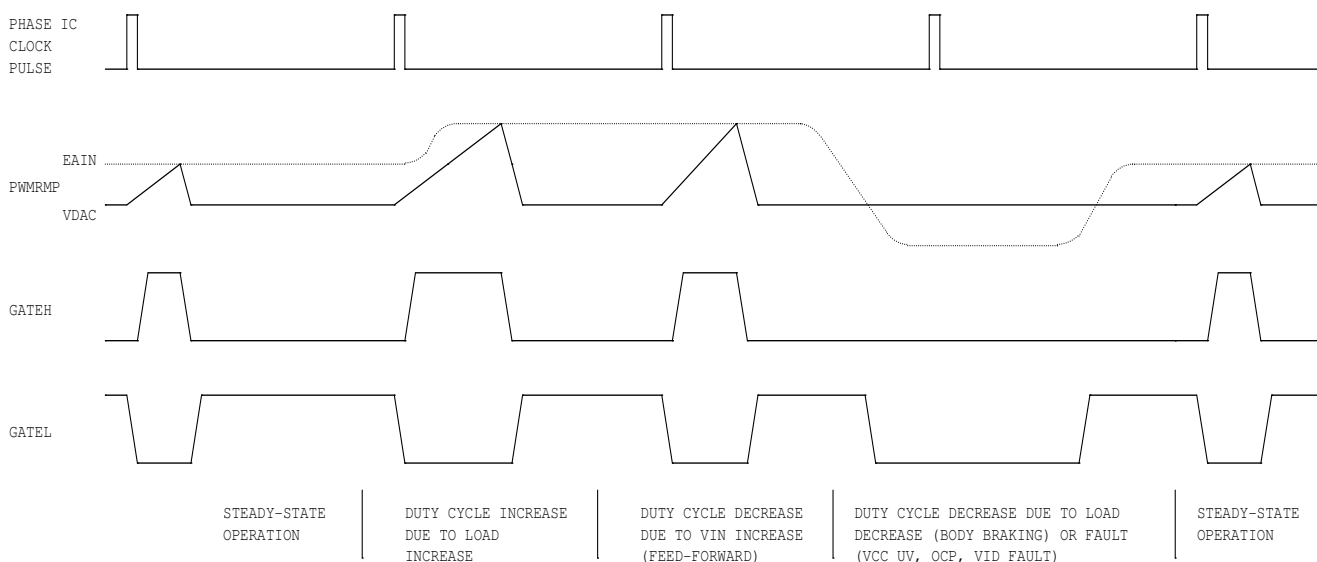 PHASE IC
CLOCK
PULSE
EAIN
PWMRMP
VDAC
GATEH
GATEL
STEADY-STATE
OPERATION
DUTY CYCLE INCREASE
DUE TO LOAD
INCREASE
DUTY CYCLE DECREASE
DUE TO VIN INCREASE
(FEED-FORWARD)
DUTY CYCLE DECREASE DUE TO LOAD
DECREASE (BODY BRAKING) OR FAULT
(VCC UV, OCP, VID FAULT)
STEADY-STATE
OPERATION